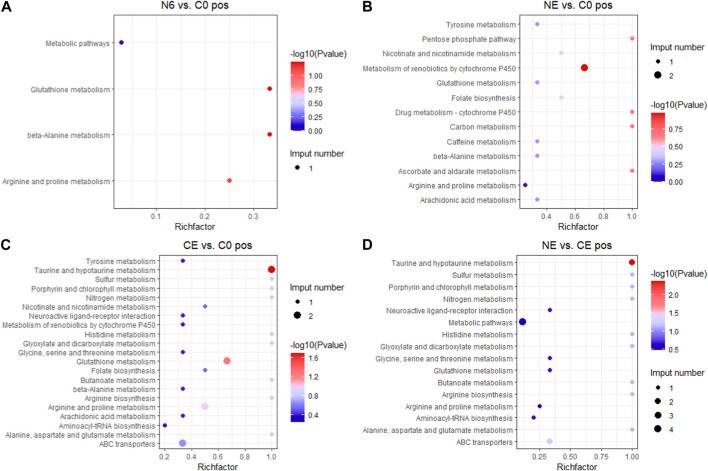 A
N6 vs. C0 pos
Metabolic pathways
Glutathione metabolism
beta-Alanine metabolism
Arginine and proline metabolism
0.1
0.2
0.3
Richfactor
-log10(Pvalue)
1.00
0.75
0.50
0.25
0.00
Imput number
1
B
NE vs. C0 pos
Tyrosine metabolism
Pentose phosphate pathway
Nicotinate and nicotinamide metabolism
Metabolism of xenobiotics by cytochrome P450
Glutathione metabolism
Folate biosynthesis
Drug metabolism - cytochrome P450
Carbon metabolism
Caffeine metabolism
beta-Alanine metabolism
Ascorbate and aldarate metabolism
Arginine and proline metabolism
Arachidonic acid metabolism
0.4
0.6
0.8
1.0
Richfactor
Imput number
1
2
-log10(Pvalue)
0.75
0.50
0.25
0.00
C
CE vs. C0 pos
Tyrosine metabolism
Taurine and hypotaurine metabolism
Sulfur metabolism
Porphyrin and chlorophyll metabolism
Nitrogen metabolism
Nicotinate and nicotinamide metabolism
Neuroactive ligand-receptor interaction
Metabolism of xenobiotics by cytochrome P450
Histidine metabolism
Glyoxylate and dicarboxylate metabolism
Glycine, serine and threonine metabolism
Glutathione metabolism
Folate biosynthesis
Butanoate metabolism
beta-Alanine metabolism
Arginine biosynthesis
Arginine and proline metabolism
Arachidonic acid metabolism
Aminoacyl-tRNA biosynthesis
Alanine, aspartate and glutamate metabolism
ABC transporters
0.2
0.4
0.6
0.8
1.0
Richfactor
Imput number
1
2
-log10(Pvalue)
1.6
1.2
0.8
0.4
D
NE vs. CE pos
Taurine and hypotaurine metabolism
Sulfur metabolism
Porphyrin and chlorophyll metabolism
Nitrogen metabolism
Neuroactive ligand-receptor interaction
Metabolic pathways
Histidine metabolism
Glyoxylate and dicarboxylate metabolism
Glycine, serine and threonine metabolism
Glutathione metabolism
Butanoate metabolism
Arginine biosynthesis
Arginine and proline metabolism
Aminoacyl-tRNA biosynthesis
Alanine, aspartate and glutamate metabolism
ABC transporters
0.25
0.50
0.75
1.00
Richfactor
-log10(Pvalue)
2.0
1.5
1.0
0.5
Imput number
1
2
3
4